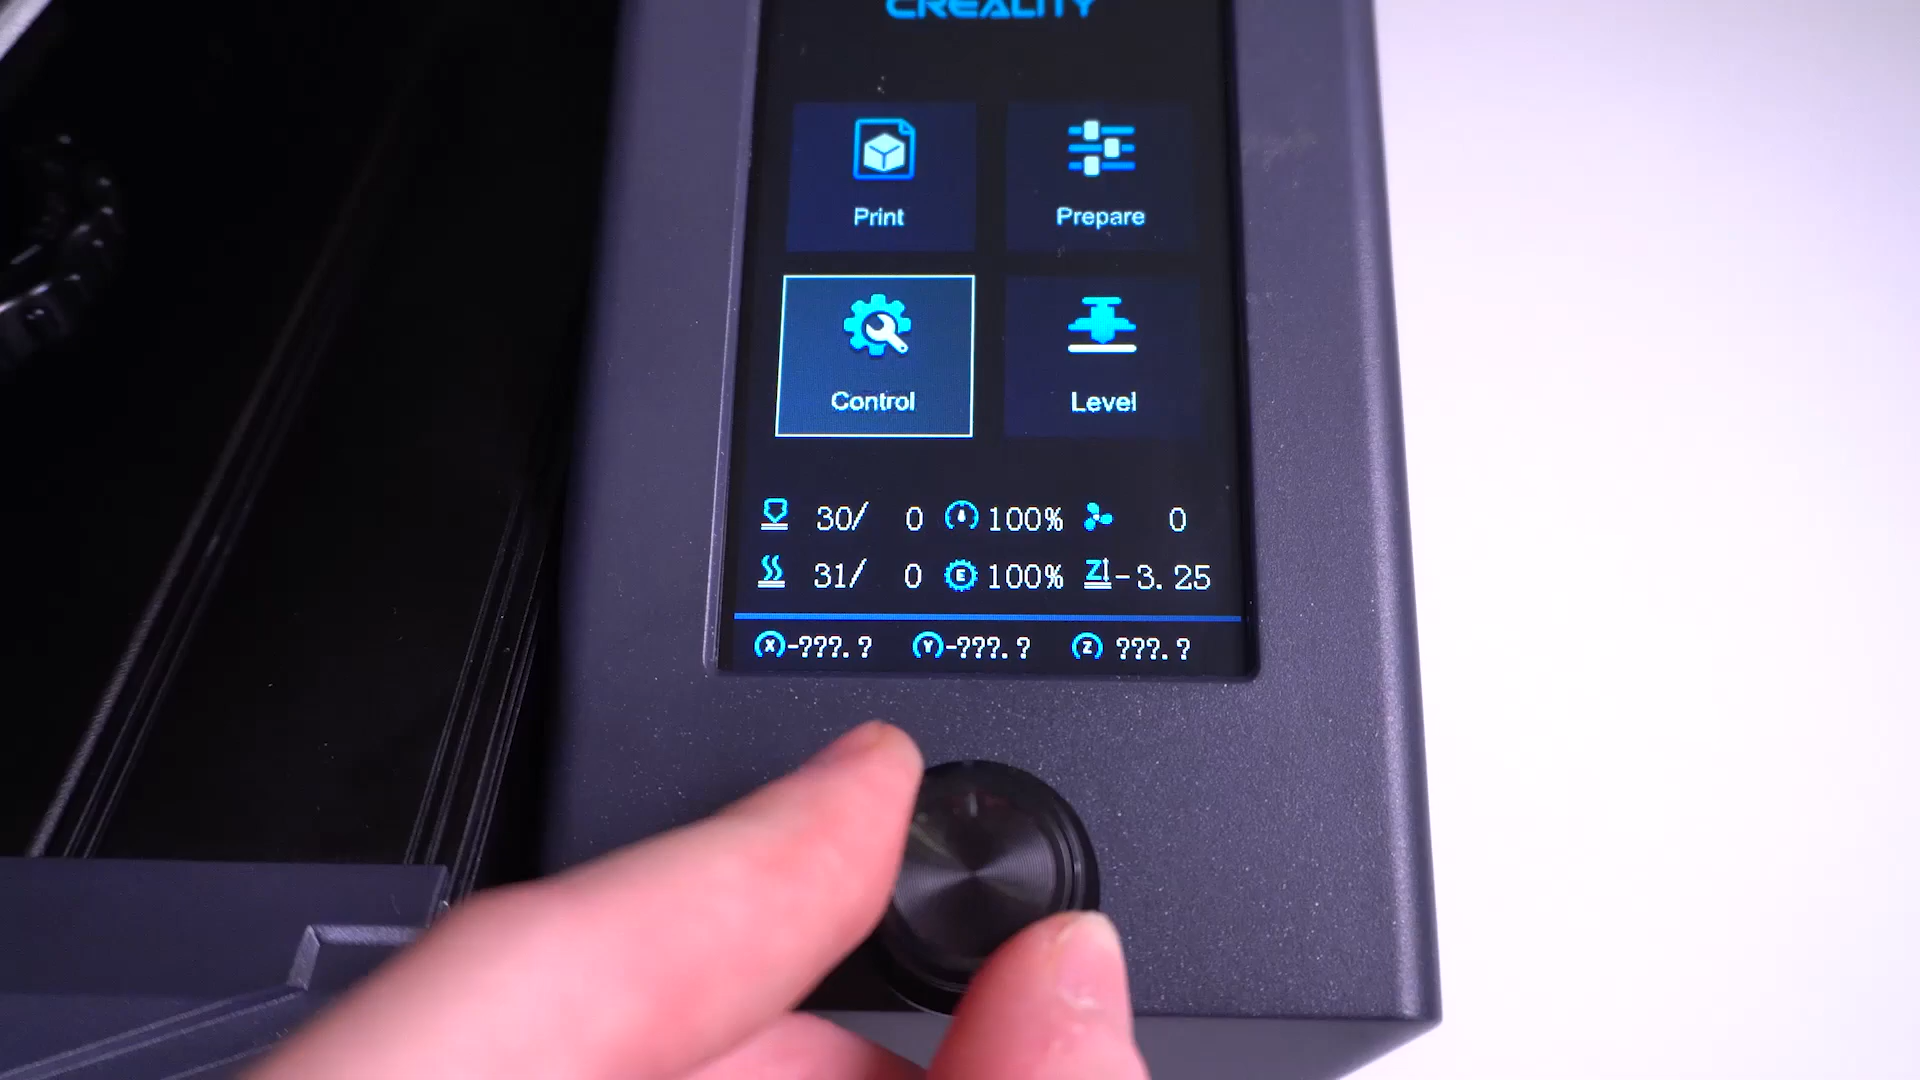 CREALITY
Print Prepare
Control Level
30/ 0 100% 0
31/ 0 E 100% Z -3.25
X -???.? Y -???.? Z ???.?